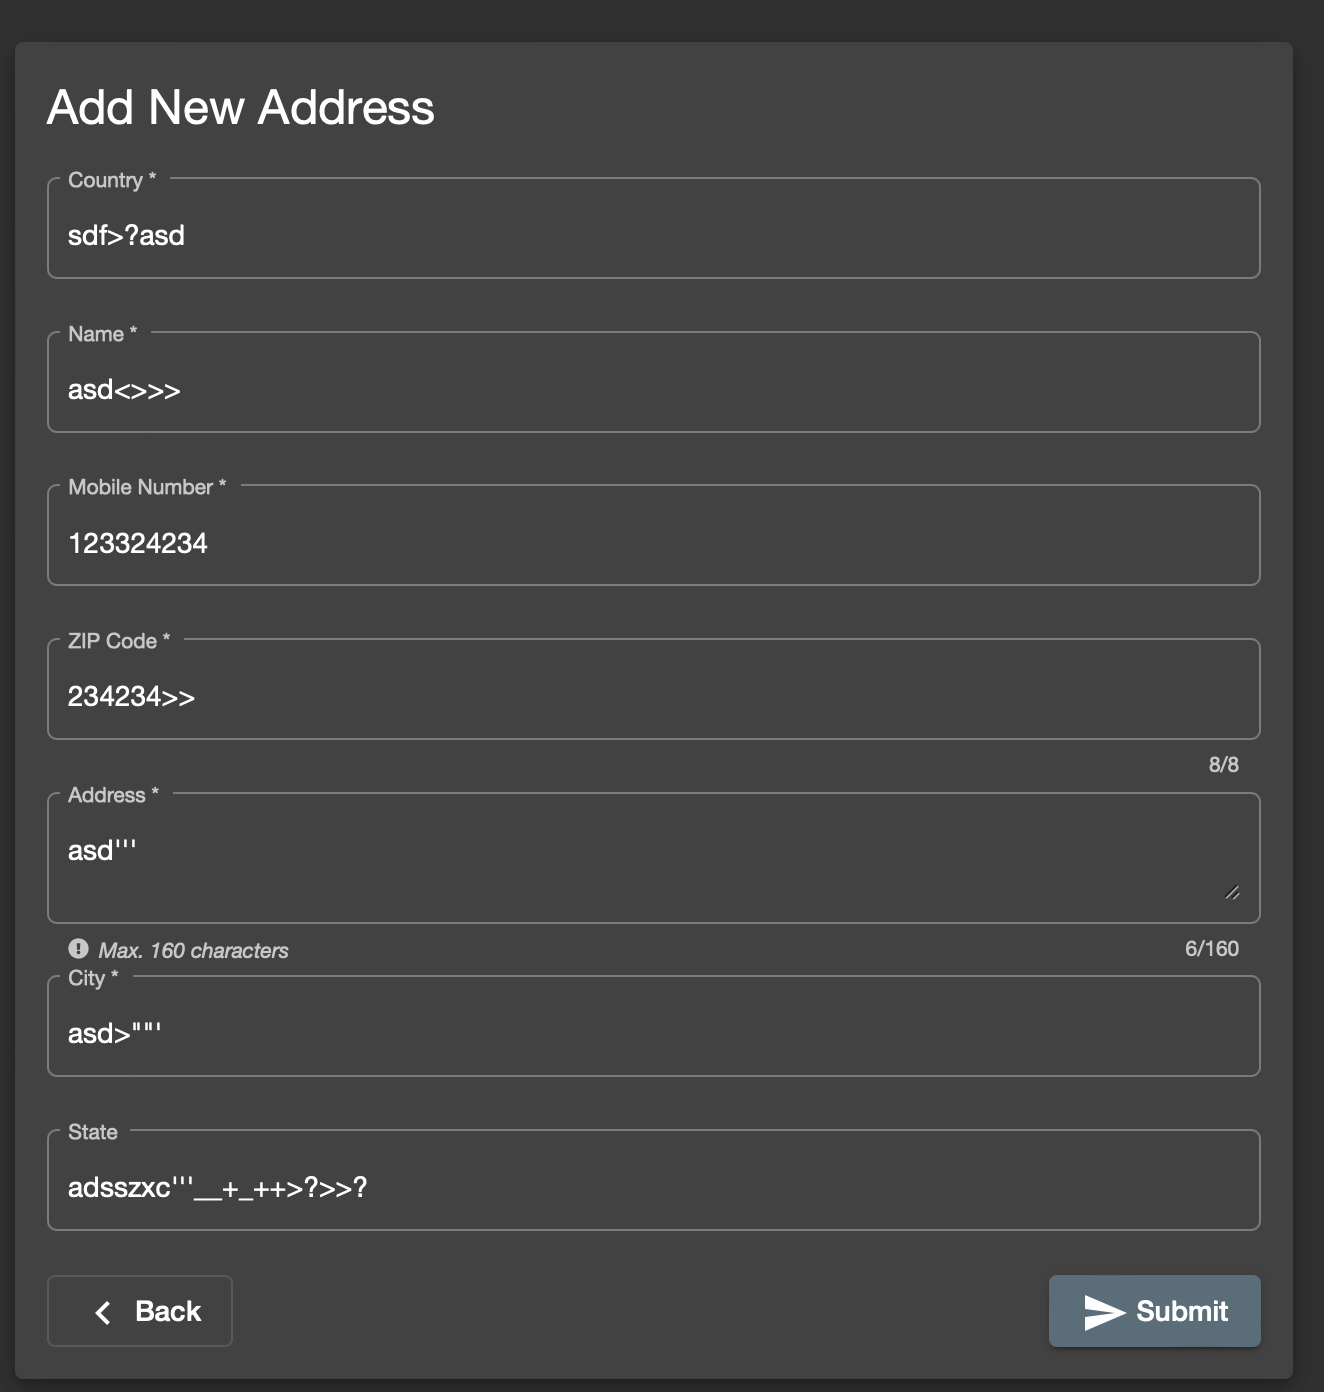 Add New Address
Country *
sdf>?asd
Name *
asd<>>>
Mobile Number *
123324234
ZIP Code *
234234>>
8/8
Address *
asd'''
Max. 160 characters
6/160
City *
asd>""'
State
adsszxc'''__+_++>?>>?
Back
Submit